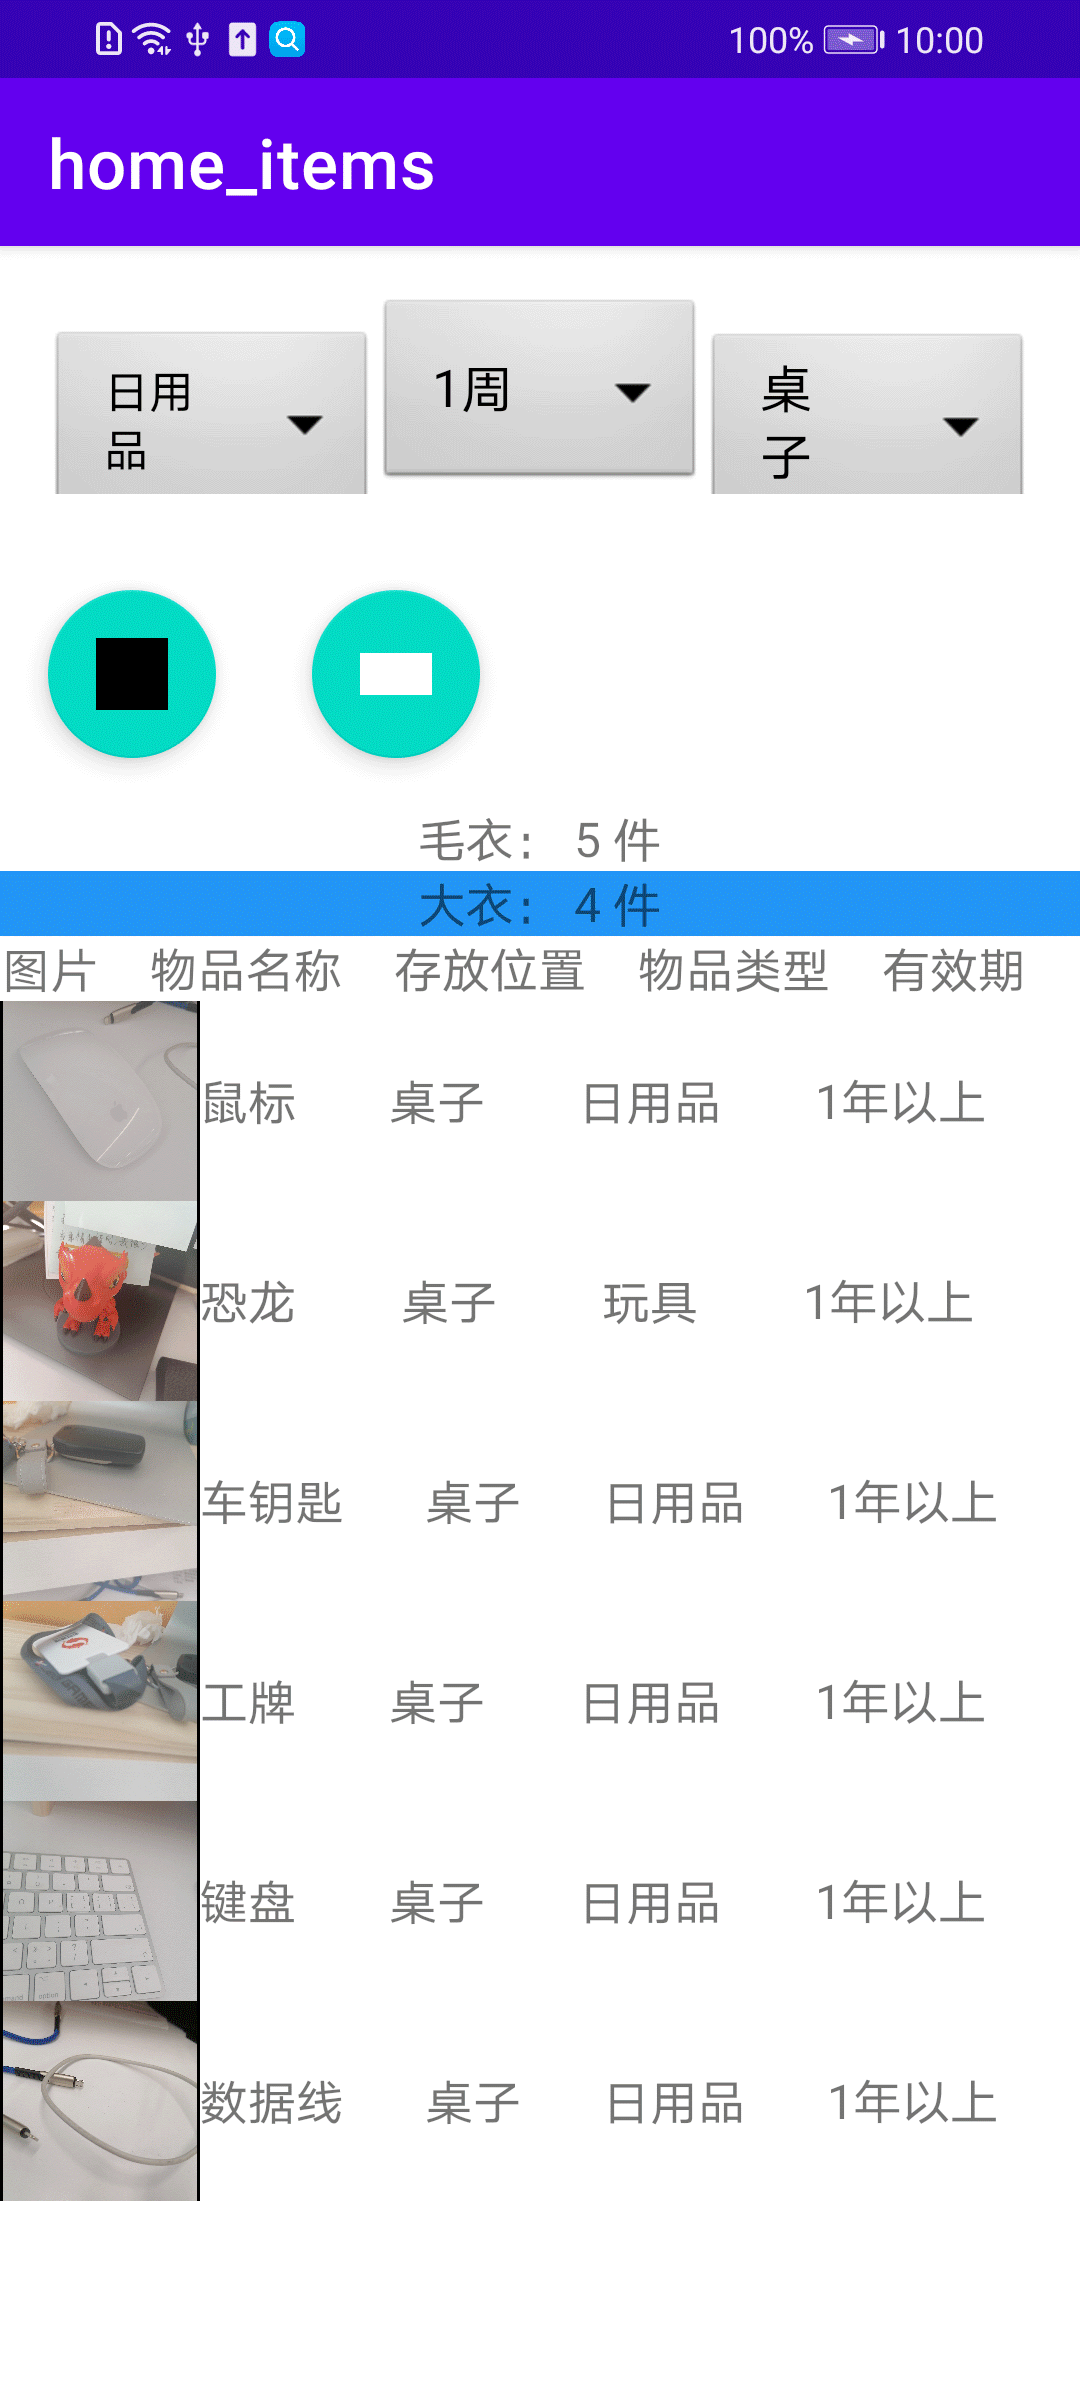 100% 10:00
home_items
日用
品
1周
桌
子
毛衣： 5 件
大衣： 4 件
图片 物品名称 存放位置 物品类型 有效期
鼠标 桌子 日用品 1年以上
恐龙 桌子 玩具 1年以上
车钥匙 桌子 日用品 1年以上
工牌 桌子 日用品 1年以上
键盘 桌子 日用品 1年以上
数据线 桌子 日用品 1年以上